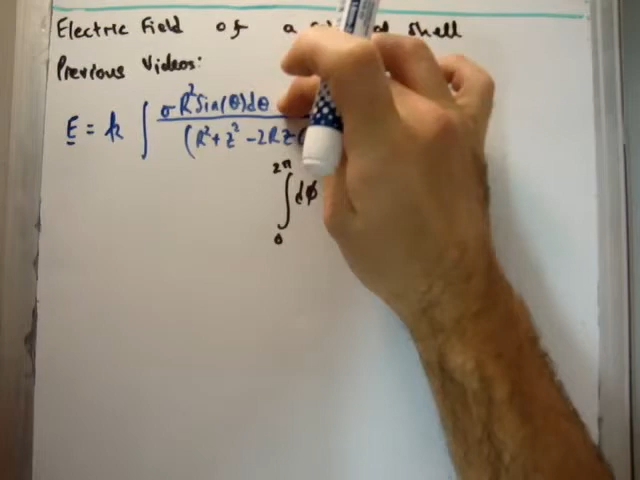 Electric Field of a shell
Previous Videos:
E = k ∫ σR²Sin(θ)dθ / (R²+z²-2Rz
∫ 0 2π dϕ